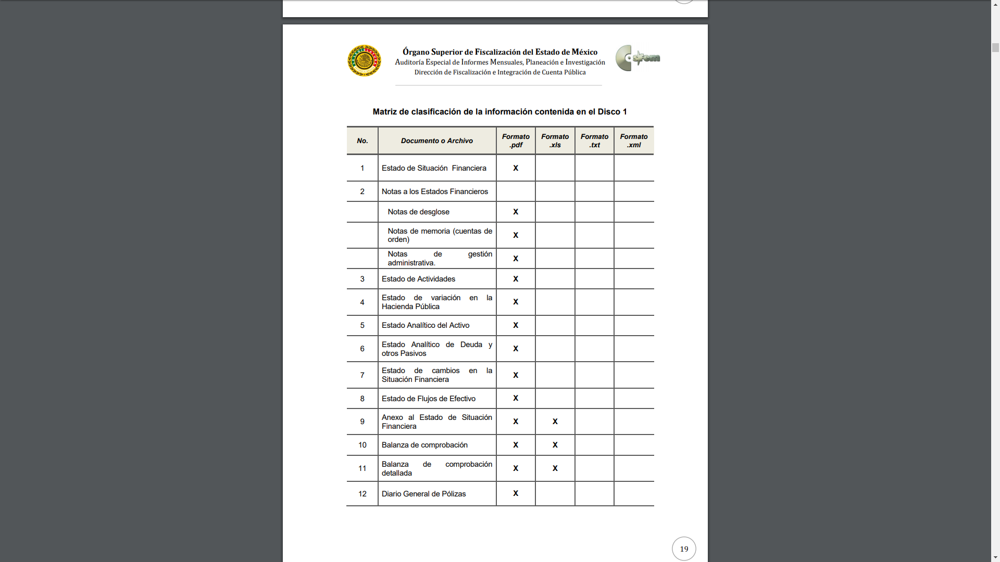 Órgano Superior de Fiscalización del Estado de México
Auditoría Especial de Informes Mensuales, Planeación e Investigación
Dirección de Fiscalización e Integración de Cuenta Pública
sfem
Matriz de clasificación de la información contenida en el Disco 1
No. Documento o Archivo Formato .pdf Formato .xls Formato .txt Formato .xml
1 Estado de Situación Financiera X
2 Notas a los Estados Financieros
Notas de desglose X
Notas de memoria (cuentas de
orden) X
Notas de gestión
administrativa. X
3 Estado de Actividades X
4 Estado de variación en la
Hacienda Pública X
5 Estado Analítico del Activo X
6 Estado Analítico de Deuda y
otros Pasivos X
7 Estado de cambios en la
Situación Financiera X
8 Estado de Flujos de Efectivo X
9 Anexo al Estado de Situación
Financiera X X
10 Balanza de comprobación X X
11 Balanza de comprobación
detallada X X
12 Diario General de Pólizas X
19